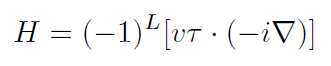 H = (−1)^L[vτ · (−i∇)]